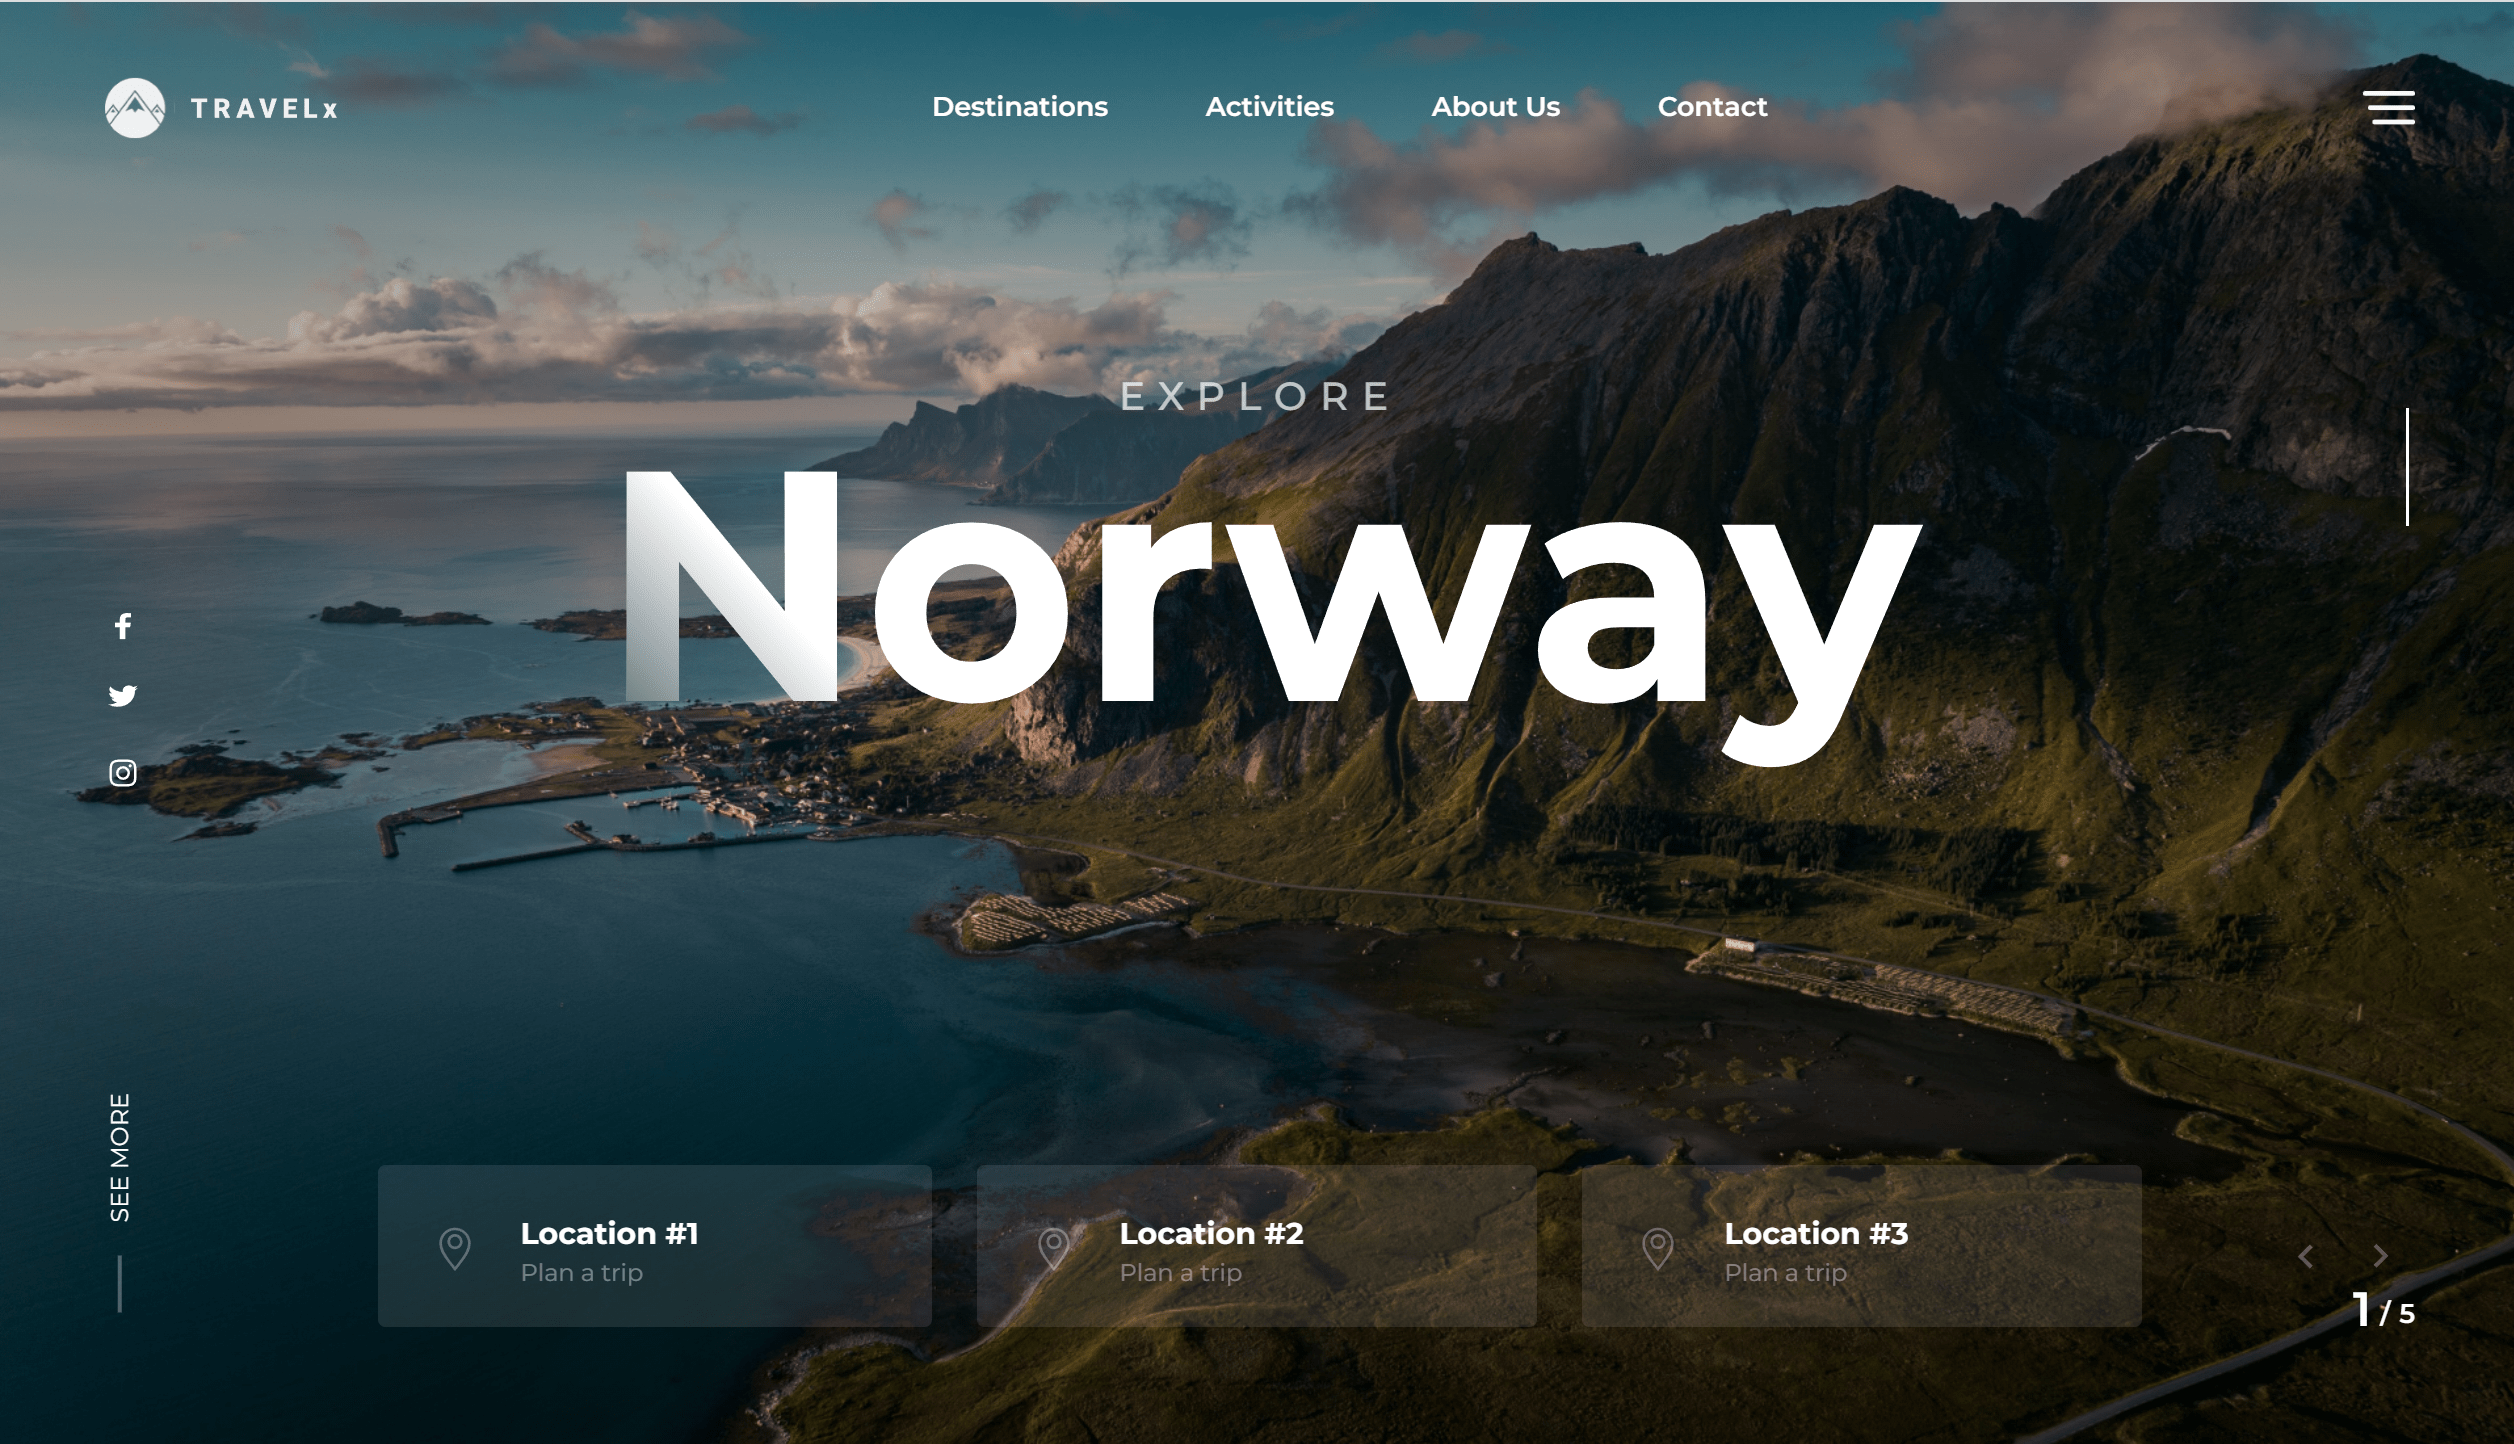 TRAVELx
Destinations
Activities
About Us
Contact
EXPLORE
Norway
SEE MORE
Location #1
Plan a trip
Location #2
Plan a trip
Location #3
Plan a trip
1 / 5